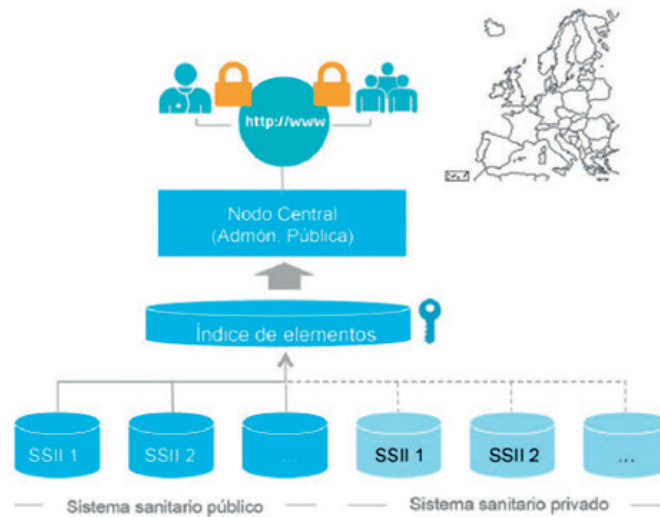 http://www
Nodo Central
(Admón. Pública)
Índice de elementos
SSII 1
SSII 2
...
SSII 1
SSII 2
...
Sistema sanitario público
Sistema sanitario privado